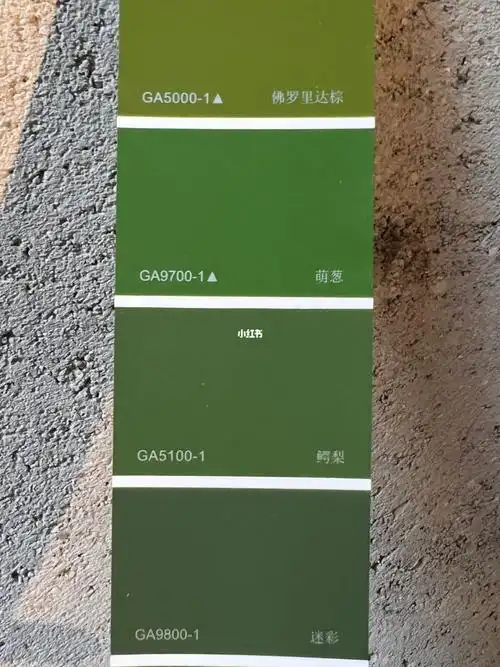 GA5000-1▲ 佛罗里达棕
GA9700-1▲ 萌葱
小红书
GA5100-1 鳄梨
GA9800-1 迷彩